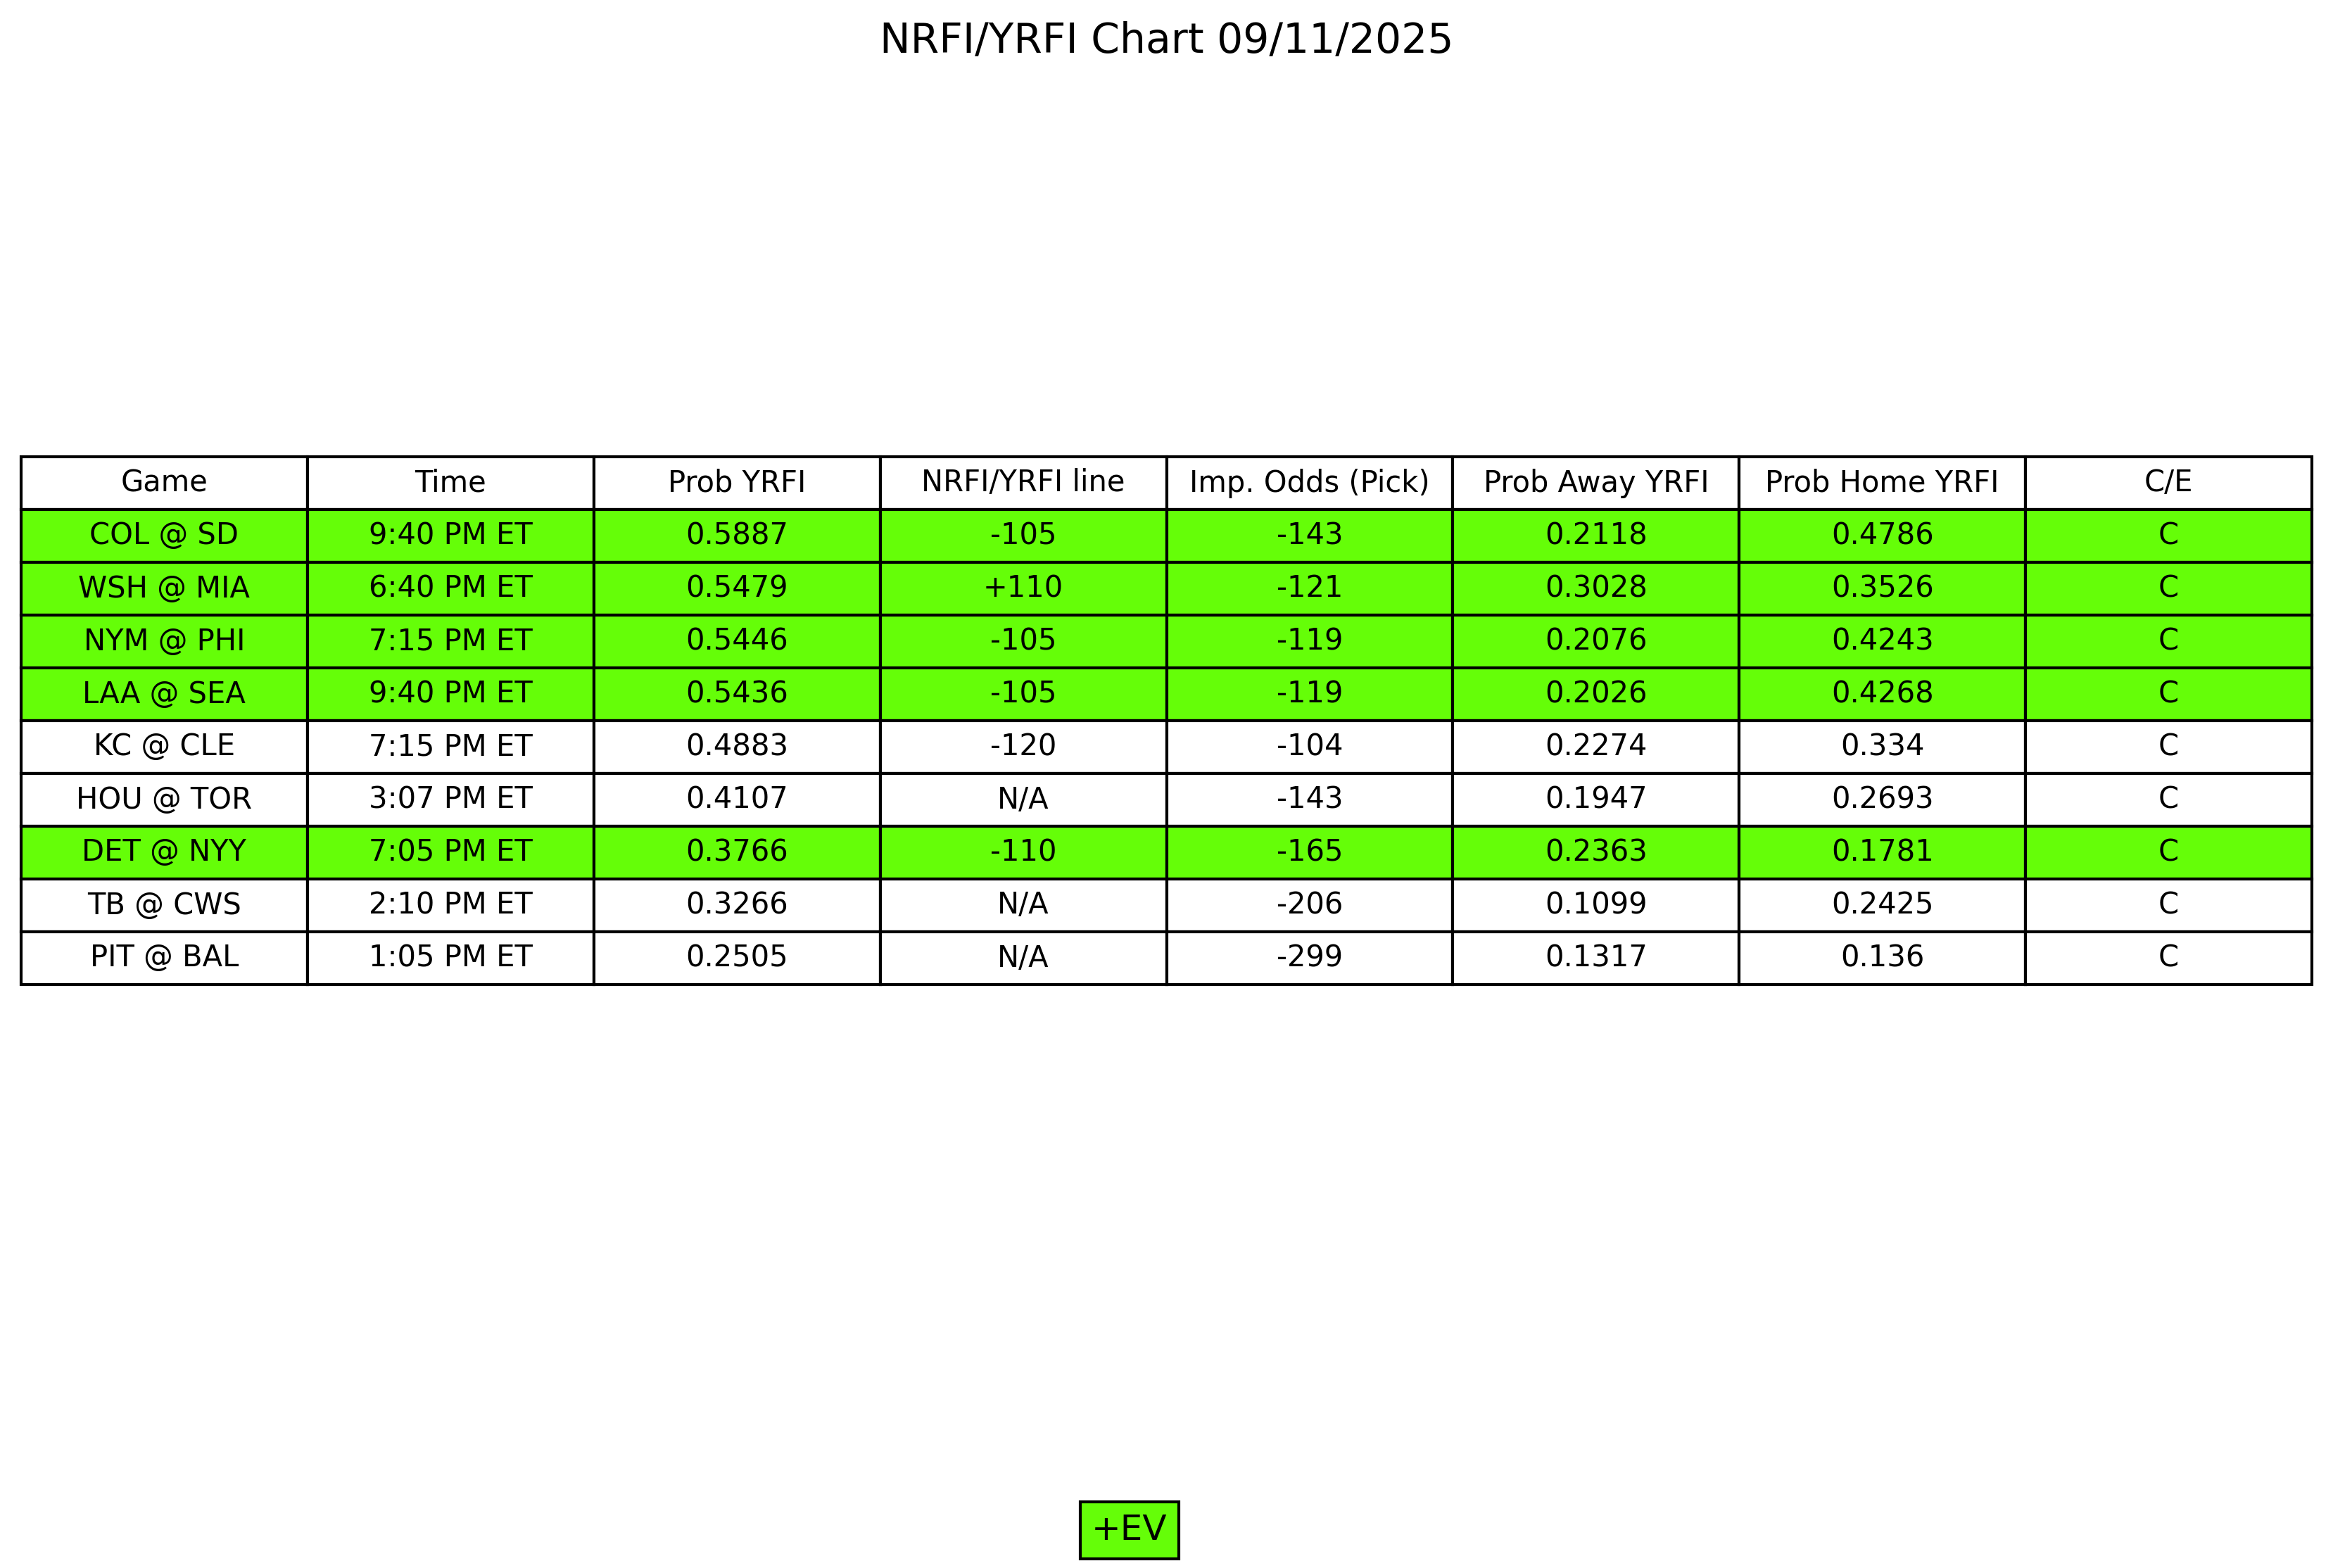 NRFI/YRFI Chart 09/11/2025
Game Time Prob YRFI NRFI/YRFI line Imp. Odds (Pick) Prob Away YRFI Prob Home YRFI C/E
COL @ SD 9:40 PM ET 0.5887 -105 -143 0.2118 0.4786 C
WSH @ MIA 6:40 PM ET 0.5479 +110 -121 0.3028 0.3526 C
NYM @ PHI 7:15 PM ET 0.5446 -105 -119 0.2076 0.4243 C
LAA @ SEA 9:40 PM ET 0.5436 -105 -119 0.2026 0.4268 C
KC @ CLE 7:15 PM ET 0.4883 -120 -104 0.2274 0.334 C
HOU @ TOR 3:07 PM ET 0.4107 N/A -143 0.1947 0.2693 C
DET @ NYY 7:05 PM ET 0.3766 -110 -165 0.2363 0.1781 C
TB @ CWS 2:10 PM ET 0.3266 N/A -206 0.1099 0.2425 C
PIT @ BAL 1:05 PM ET 0.2505 N/A -299 0.1317 0.136 C
+EV